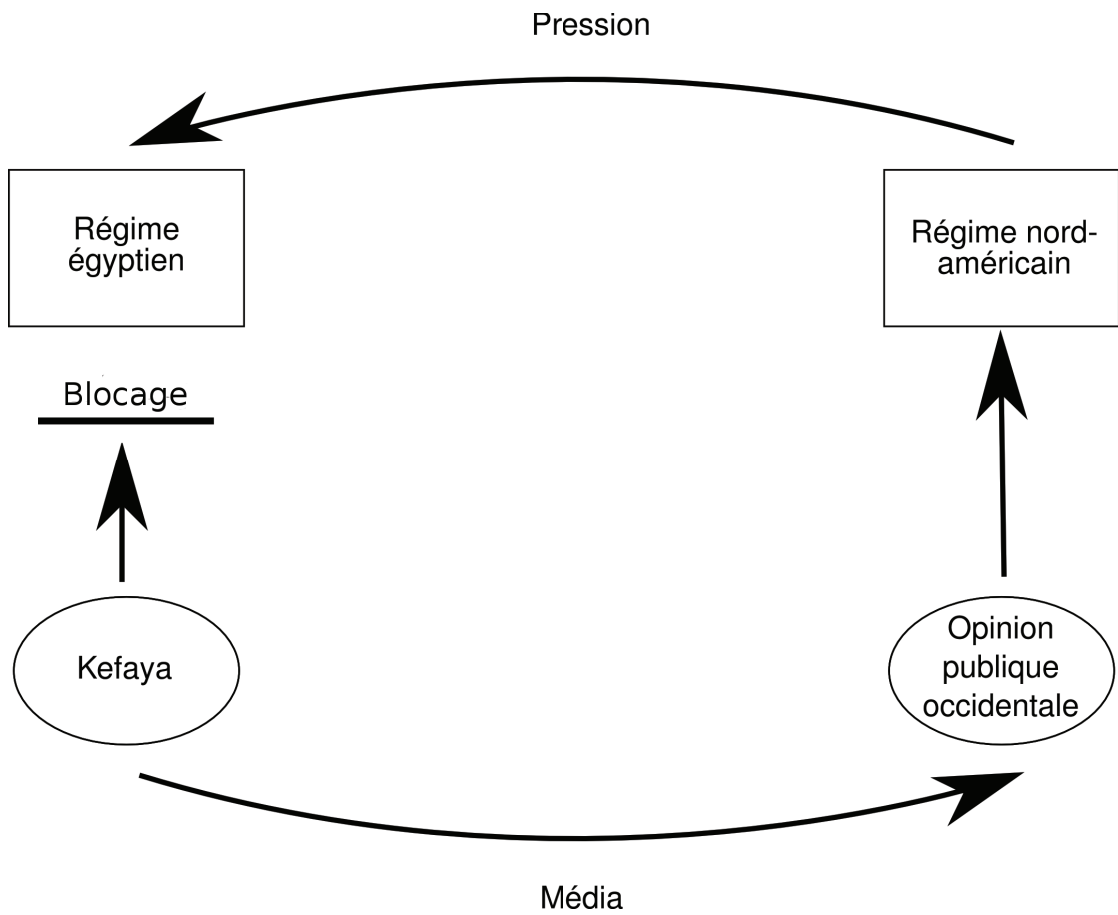 Pression
Régime
égyptien
Régime nord-
américain
Blocage
Kefaya
Opinion
publique
occidentale
Média